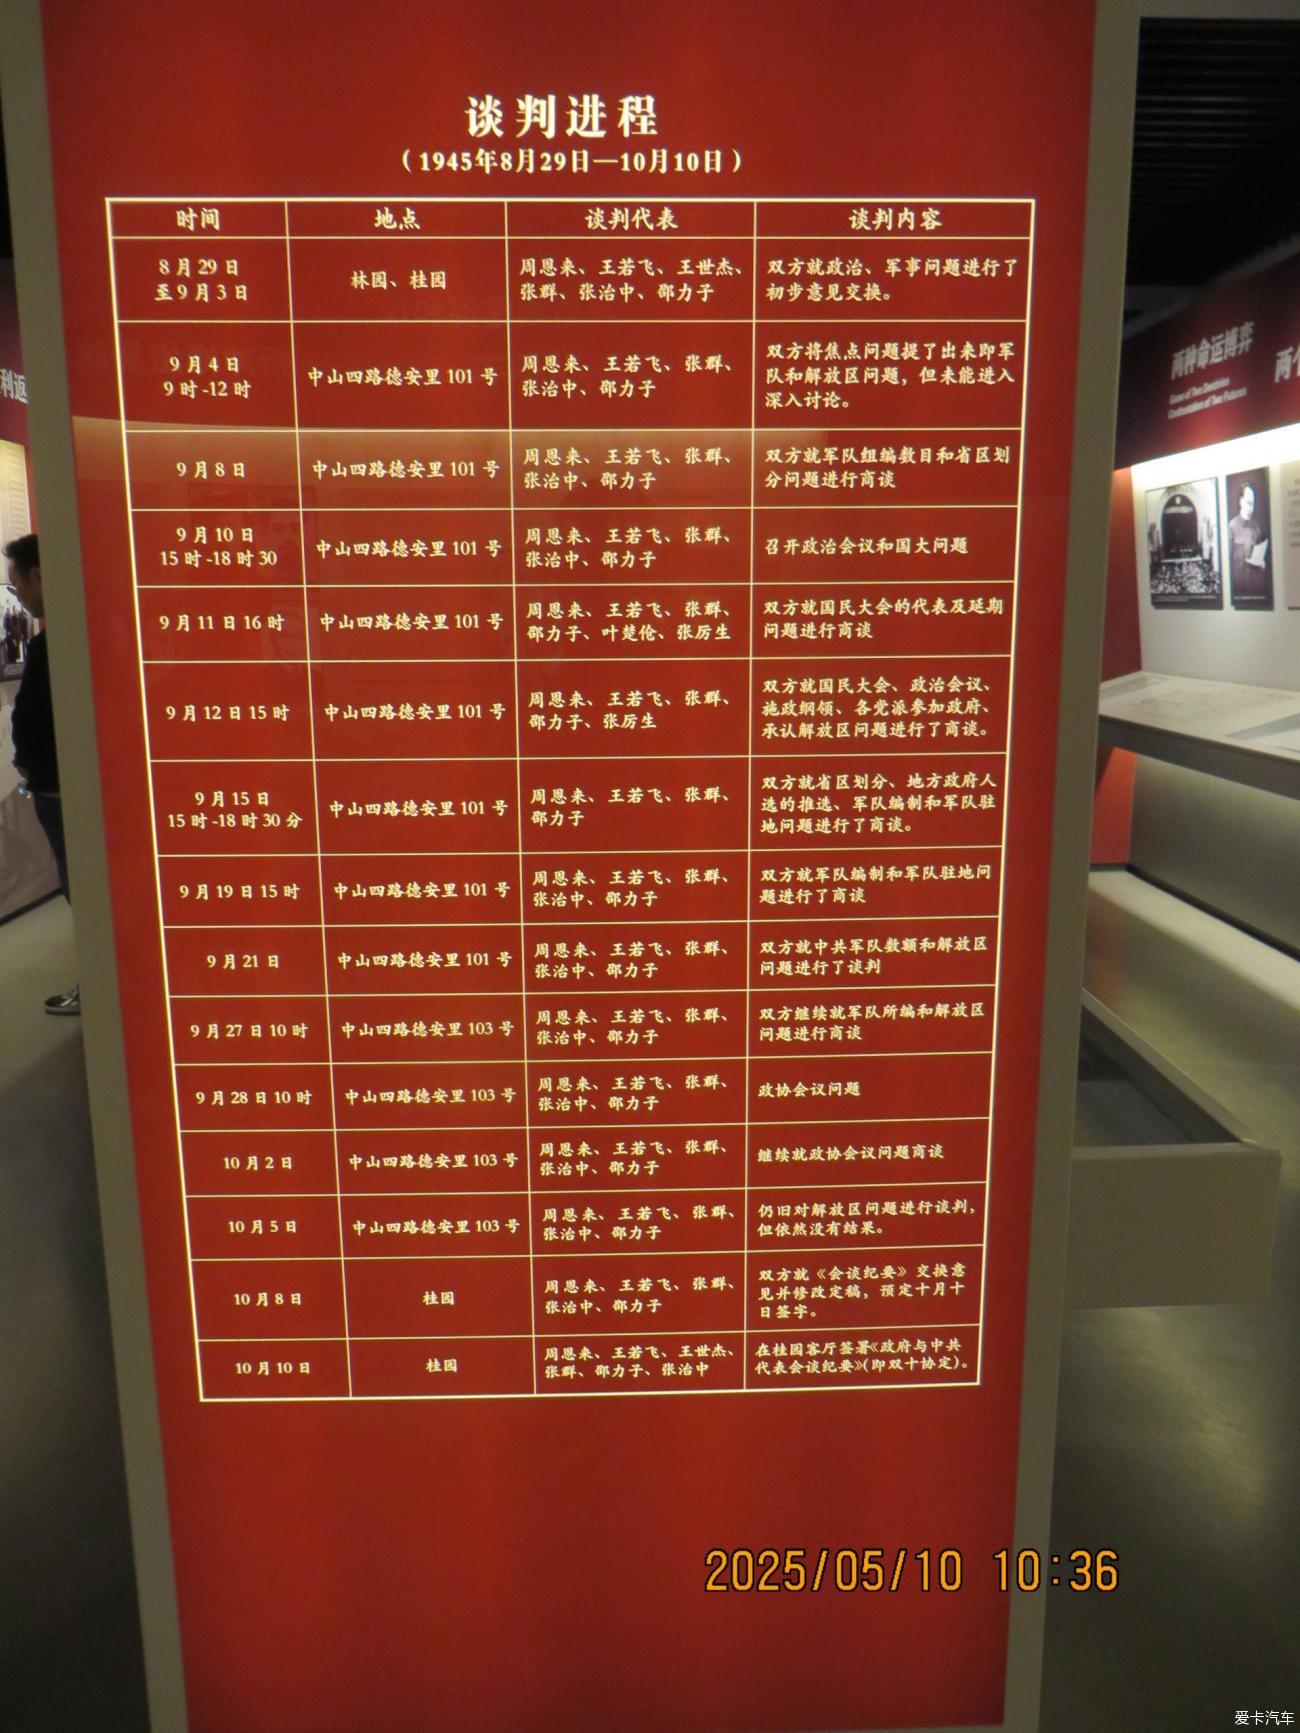 谈判进程
（1945年8月29日—10月10日）
时间
地点
谈判代表
谈判内容
8月29日
至9月3日
林园、桂园
周恩来、王若飞、王世杰、
张群、张治中、邵力子
双方就政治、军事问题进行了
初步意见交换。
9月4日
9时-12时
中山四路德安里101号
周恩来、王若飞、张群、
张治中、邵力子
双方将焦点问题提了出来即军
队和解放区问题，但未能进入
深入讨论。
9月8日
中山四路德安里101号
周恩来、王若飞、张群、
张治中、邵力子
双方就军队组编数目和省区划
分问题进行商谈
9月10日
15时-18时30
中山四路德安里101号
周恩来、王若飞、张群、
张治中、邵力子
召开政治会议和国大问题
9月11日16时
中山四路德安里101号
周恩来、王若飞、张群、
邵力子、叶楚伧、张厉生
双方就国民大会的代表及延期
问题进行商谈
9月12日15时
中山四路德安里101号
周恩来、王若飞、张群、
邵力子、张厉生
双方就国民大会、政治会议、
施政纲领、各党派参加政府、
承认解放区问题进行了商谈。
9月15日
15时-18时30分
中山四路德安里101号
周恩来、王若飞、张群、
邵力子
双方就省区划分、地方政府人
选的推选、军队编制和军队驻
地问题进行了商谈。
9月19日15时
中山四路德安里101号
周恩来、王若飞、张群、
张治中、邵力子
双方就军队编制和军队驻地问
题进行了商谈
9月21日
中山四路德安里101号
周恩来、王若飞、张群、
张治中、邵力子
双方就中共军队数额和解放区
问题进行了谈判
9月27日10时
中山四路德安里103号
周恩来、王若飞、张群、
张治中、邵力子
双方继续就军队所编和解放区
问题进行商谈
9月28日10时
中山四路德安里103号
周恩来、王若飞、张群、
张治中、邵力子
政协会议问题
10月2日
中山四路德安里103号
周恩来、王若飞、张群、
张治中、邵力子
继续就政协会议问题商谈
10月5日
中山四路德安里103号
周恩来、王若飞、张群、
张治中、邵力子
仍旧对解放区问题进行谈判，
但依然没有结果。
10月8日
桂园
周恩来、王若飞、张群、
张治中、邵力子
双方就《会谈纪要》交换意
见并修改定稿，预定十月十
日签字。
10月10日
桂园
周恩来、王若飞、王世杰、
张群、邵力子、张治中
在桂园客厅签署《政府与中共
代表会谈纪要》(即双十协定)。
利返
两种命运博弈
Game of Two Destinies
Confrontation of Two Futures
两
2025/05/10 10:36
爱卡汽车